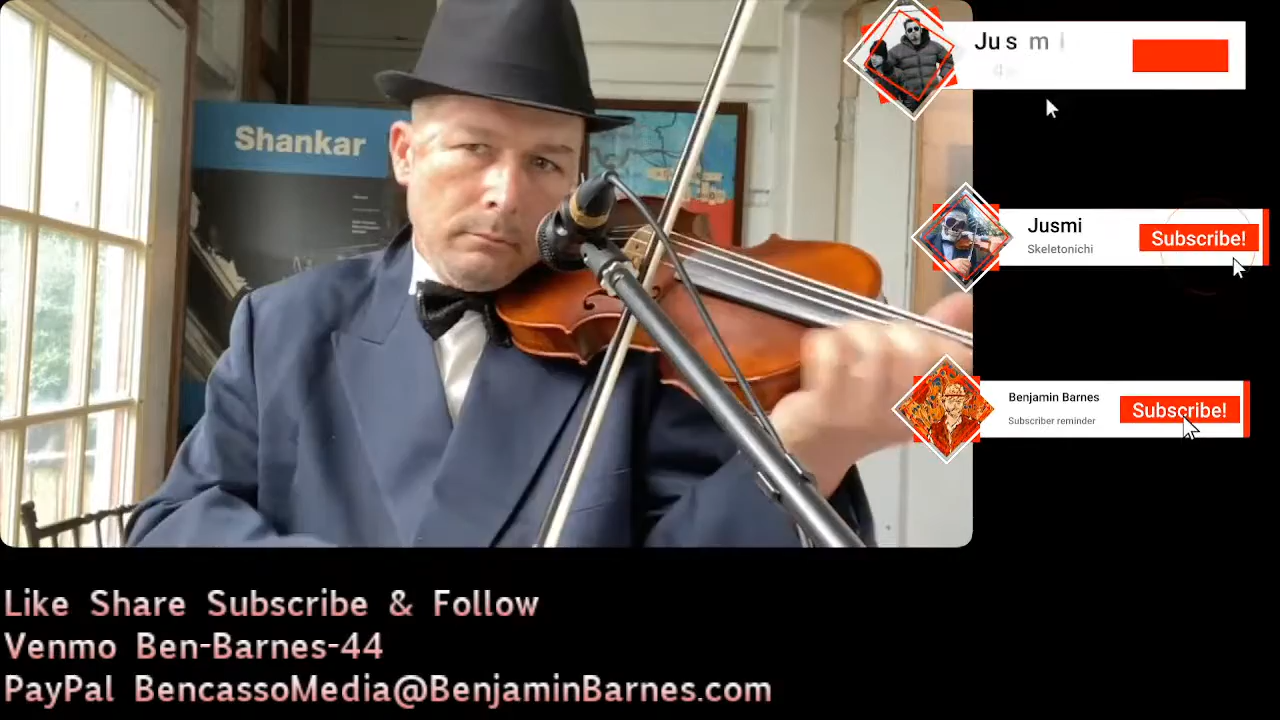 Shankar
Jusmi
Jusmi
Skeletonichi
Subscribe!
Benjamin Barnes
Subscriber reminder
Subscribe!
Like Share Subscribe & Follow
Venmo Ben-Barnes-44
PayPal BencassoMedia@BenjaminBarnes.com